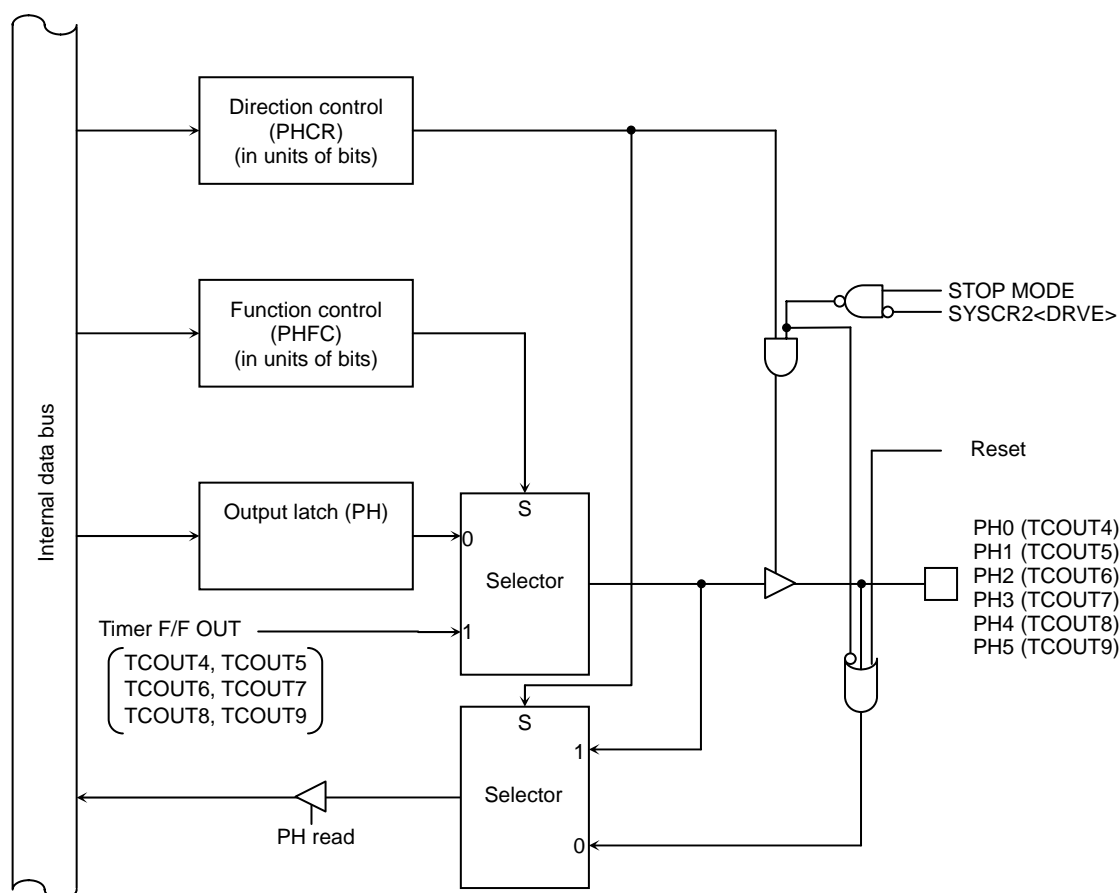 Direction control
(PHCR)
(in units of bits)
Function control
(PHFC)
(in units of bits)
STOP MODE
SYSCR2<DRVE>
Internal data bus
Reset
Output latch (PH)
S
0
Selector
1
PH0 (TCOUT4)
PH1 (TCOUT5)
PH2 (TCOUT6)
PH3 (TCOUT7)
PH4 (TCOUT8)
PH5 (TCOUT9)
Timer F/F OUT
TCOUT4, TCOUT5
TCOUT6, TCOUT7
TCOUT8, TCOUT9
S
1
Selector
0
PH read